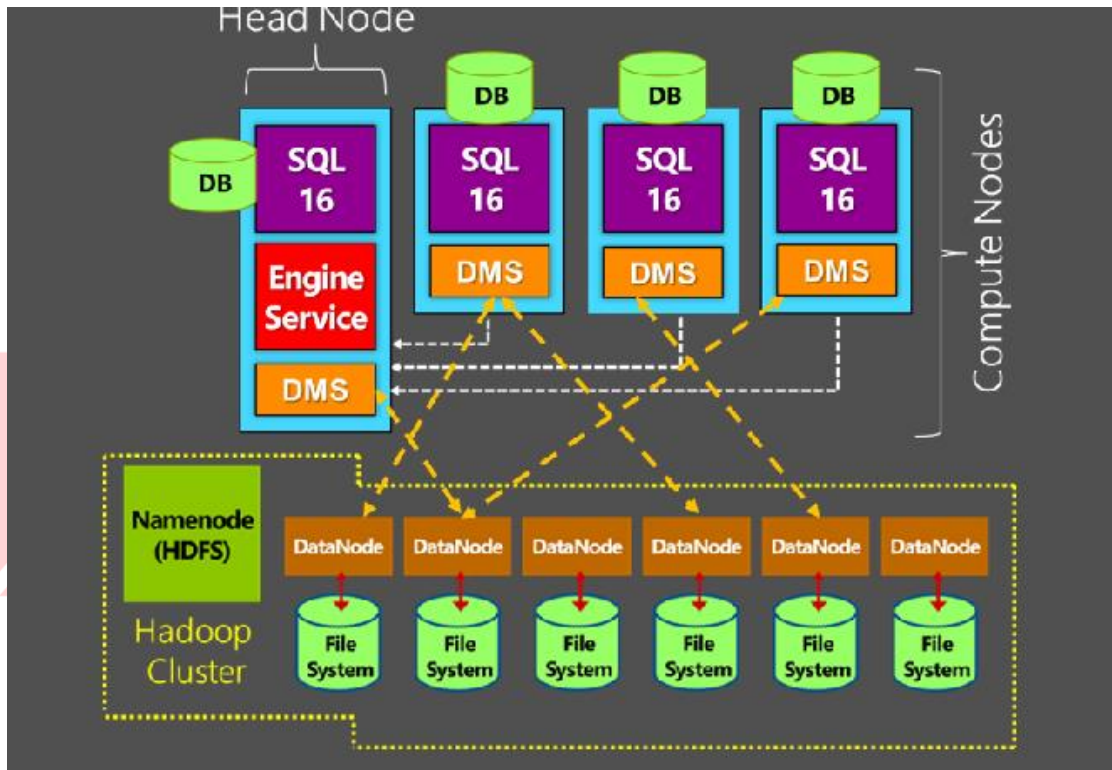 Head Node
DB
DB
DB
DB
SQL
16
SQL
16
SQL
16
SQL
16
Engine
Service
DMS
DMS
DMS
DMS
Compute Nodes
Namenode
(HDFS)
Hadoop
Cluster
DataNode
DataNode
DataNode
DataNode
DataNode
DataNode
File
System
File
System
File
System
File
System
File
System
File
System